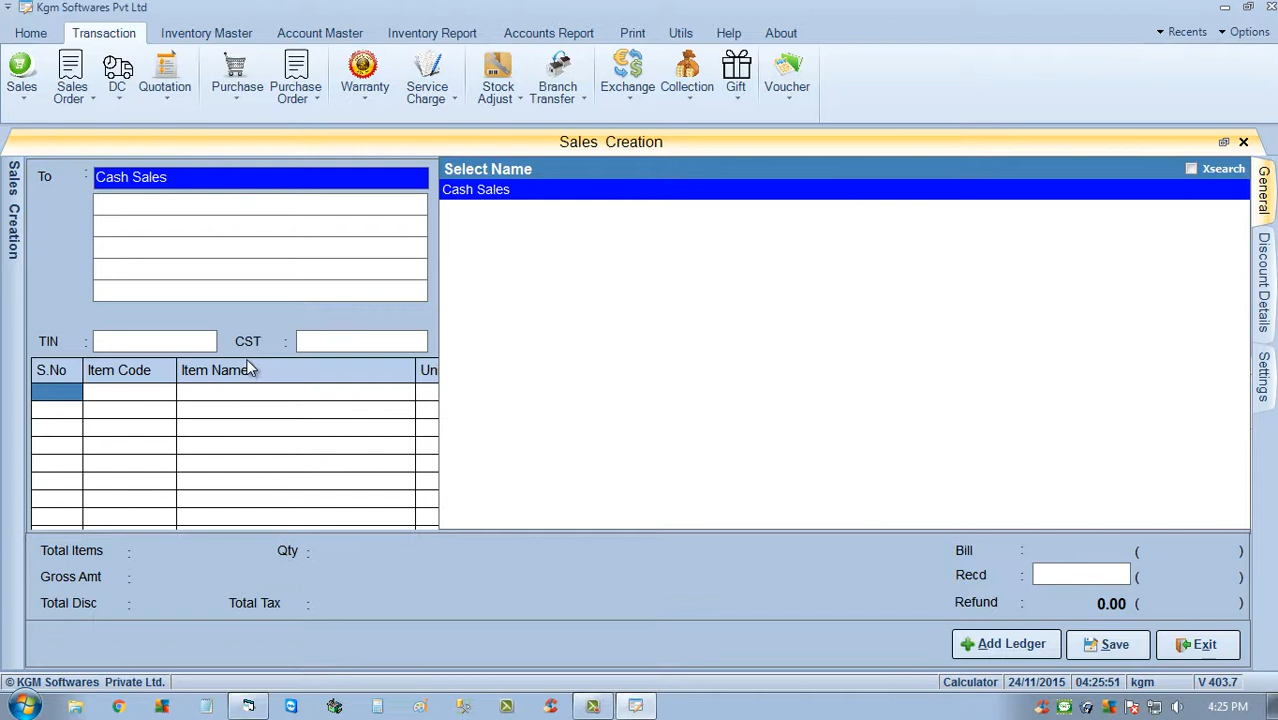 Kgm Softwares Pvt Ltd
Home Transaction Inventory Master Account Master Inventory Report Accounts Report Print Utils Help About Recents Options
Sales Sales Order DC Quotation Purchase Purchase Order Warranty Service Charge Stock Adjust Branch Transfer Exchange Collection Gift Voucher
Sales Creation
Sales Creation
To : Cash Sales
Select Name Xsearch
Cash Sales
General
Discount Details
Settings
TIN : CST :
S.No Item Code Item Name Un
Total Items : Qty : Bill : ( )
Gross Amt : Recd : ( )
Total Disc : Total Tax : Refund : 0.00 ( )
Add Ledger Save Exit
© KGM Softwares Private Ltd. Calculator 24/11/2015 04:25:51 kgm V 403.7
4:25 PM